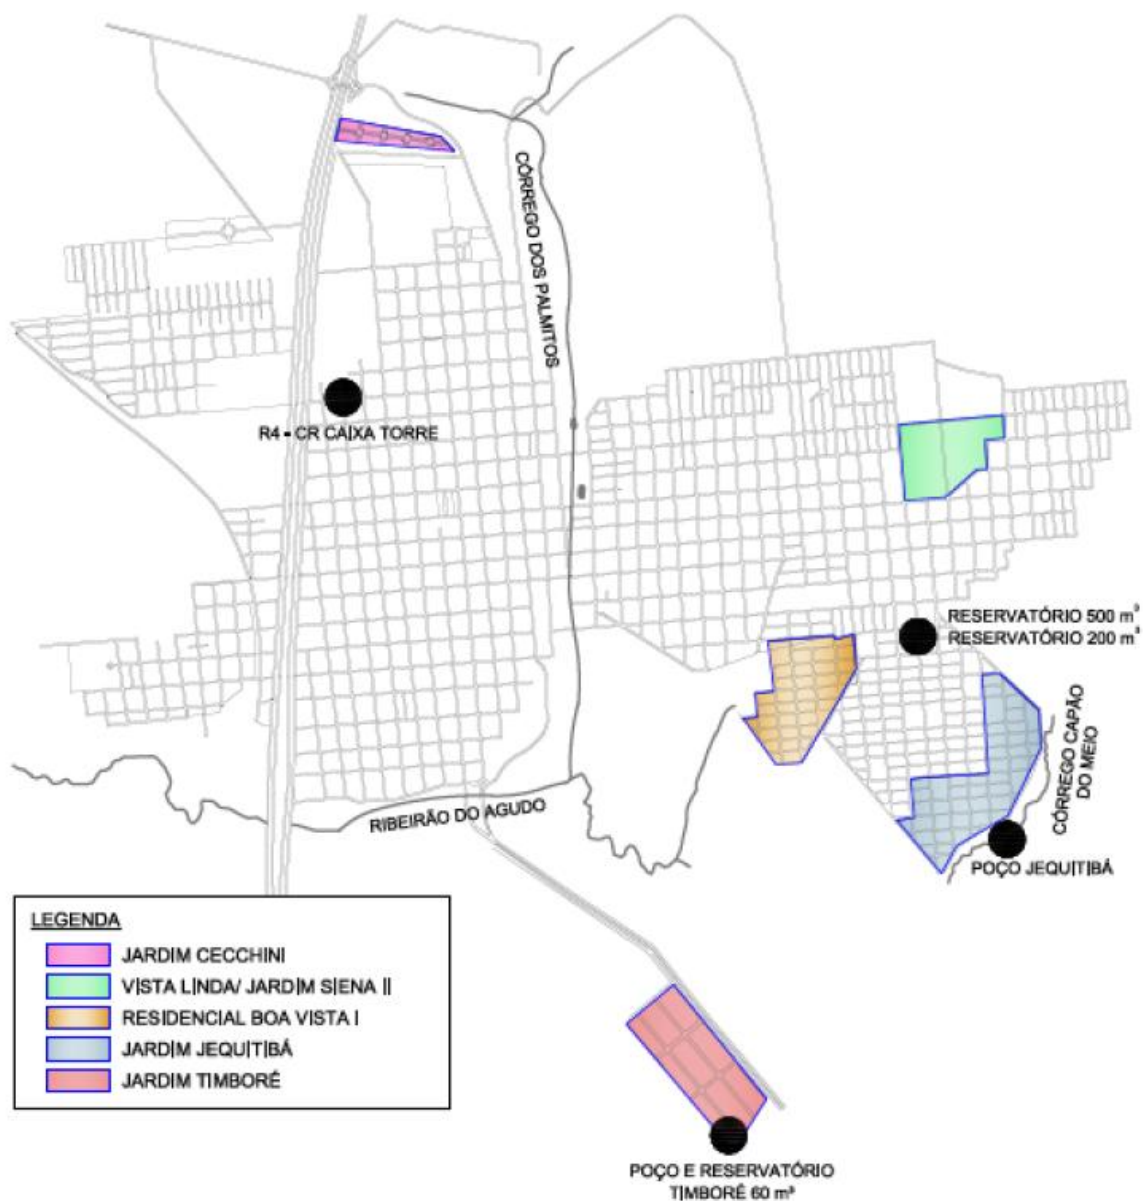 CÓRREGO DOS PALMITOS
R4 - CR CAIXA TORRE
RESERVATÓRIO 500 m³
RESERVATÓRIO 200 m³
CÓRREGO CAPÃO
DO MEIO
RIBEIRÃO DO AGUDO
POÇO JEQUITIBÁ
LEGENDA
JARDIM CECCHINI
VISTA LINDA/ JARDIM SIENA II
RESIDENCIAL BOA VISTA I
JARDIM JEQUITIBÁ
JARDIM TIMBORÉ
POÇO E RESERVATÓRIO
TIMBORÉ 60 m³